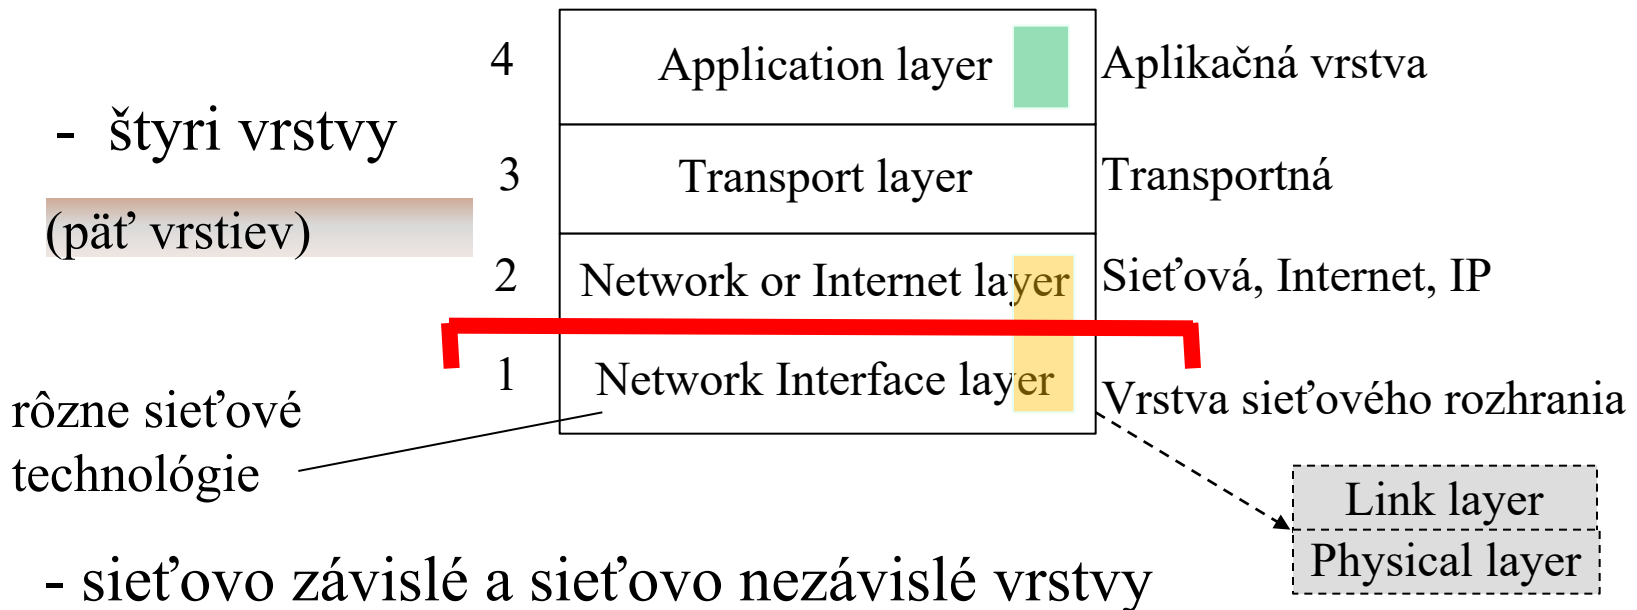 4 Application layer Aplikačná vrstva
- štyri vrstvy
3 Transport layer Transportná
(päť vrstiev)
2 Network or Internet layer Sieťová, Internet, IP
1 Network Interface layer Vrstva sieťového rozhrania
rôzne sieťové
technológie
Link layer
Physical layer
- sieťovo závislé a sieťovo nezávislé vrstvy